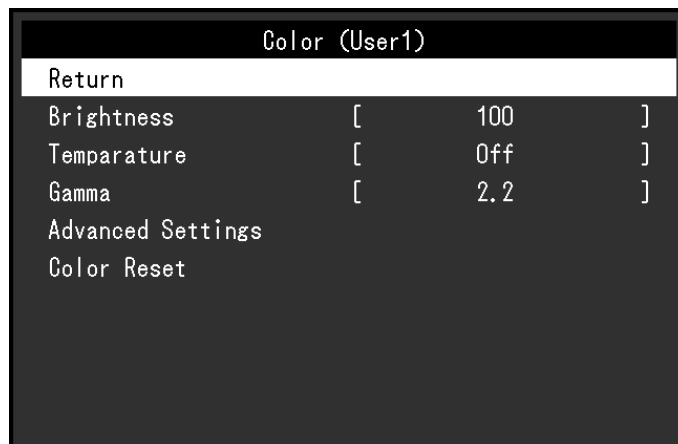 Color (User1)
Return
Brightness [ 100 ]
Temparature [ Off ]
Gamma [ 2.2 ]
Advanced Settings
Color Reset